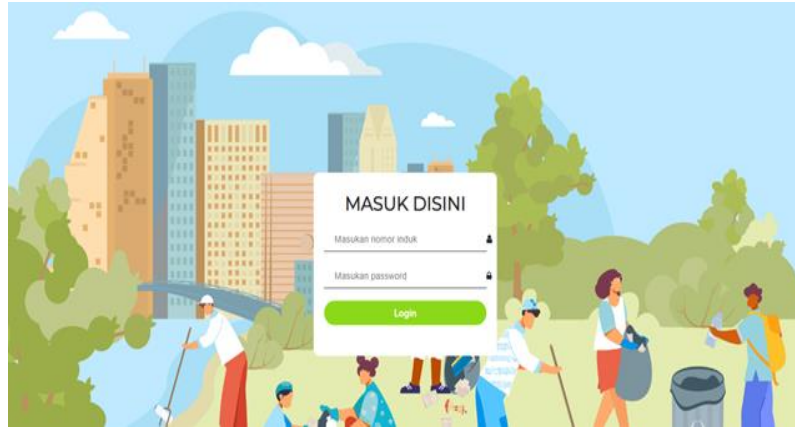 MASUK DISINI
Masukan nomor induk
Masukan password
Login